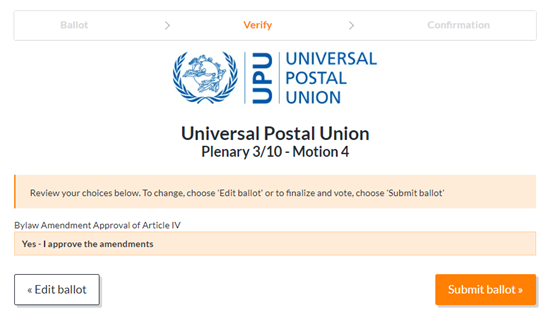 Ballot
Verify
Confirmation
UPU
UNIVERSAL
POSTAL
UNION
Universal Postal Union
Plenary 3/10 - Motion 4
Review your choices below. To change, choose 'Edit ballot' or to finalize and vote, choose 'Submit ballot'
Bylaw Amendment Approval of Article IV
Yes - I approve the amendments
« Edit ballot
Submit ballot »